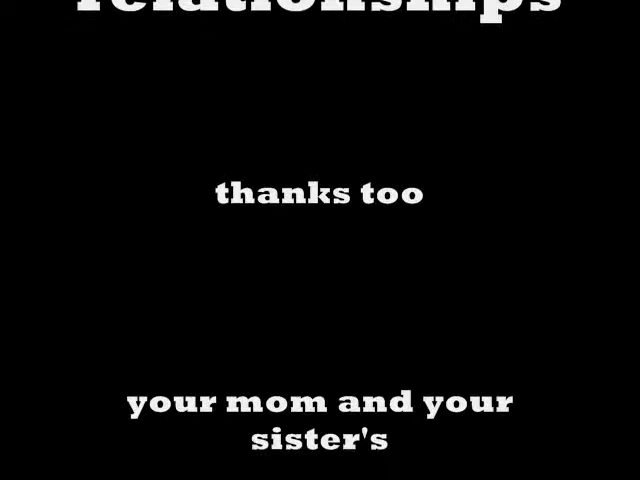 relationships
thanks too
your mom and your
sister's